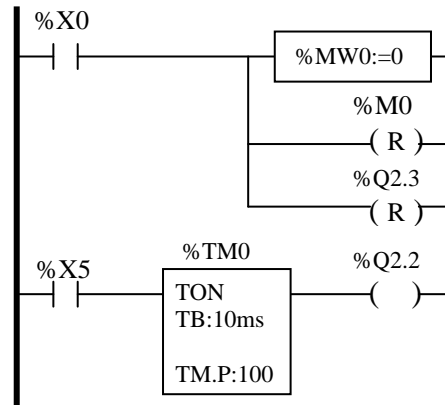 %X0
%MW0:=0
%M0
( R )
%Q2.3
( R )
%TM0
%Q2.2
%X5
TON
( )
TB:10ms
TM.P:100